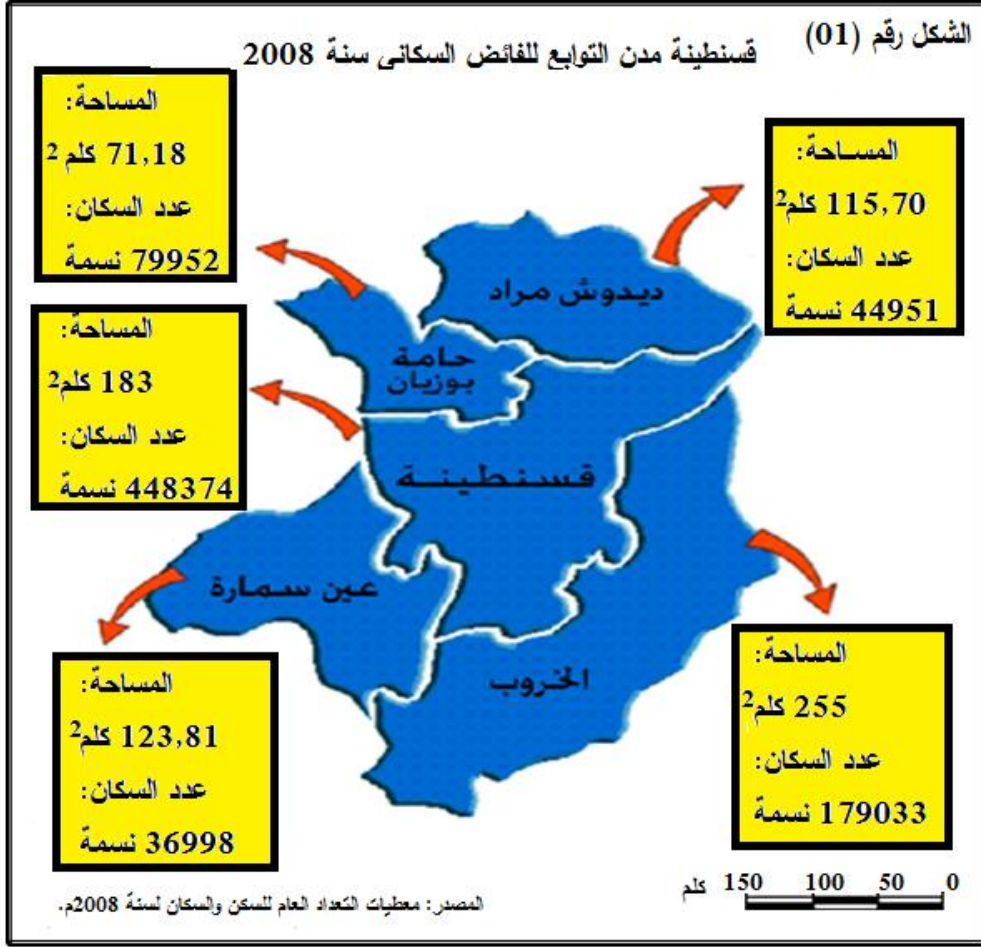 الشكل رقم (01)
قسنطينة مدن التوابع للفائض السكاني سنة 2008
المساحة:
115,70 كلم²
عدد السكان:
44951 نسمة
المساحة:
71,18 كلم²
عدد السكان:
79952 نسمة
المساحة:
183 كلم²
عدد السكان:
448374 نسمة
ديدوش مراد
حامة
بوزيان
قسنطينة
عين سمارة
الخروب
المساحة:
255 كلم²
عدد السكان:
179033 نسمة
المساحة:
123,81 كلم²
عدد السكان:
36998 نسمة
0 50 100 150 كلم
المصدر: معطيات التعداد العام للسكن والسكان لسنة 2008م.